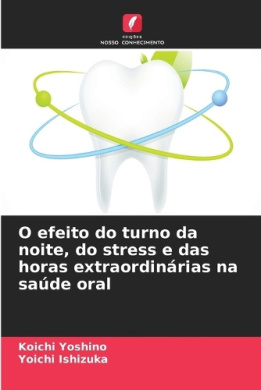 edições
NOSSO CONHECIMENTO
O efeito do turno da
noite, do stress e das
horas extraordinárias na
saúde oral
Koichi Yoshino
Yoichi Ishizuka